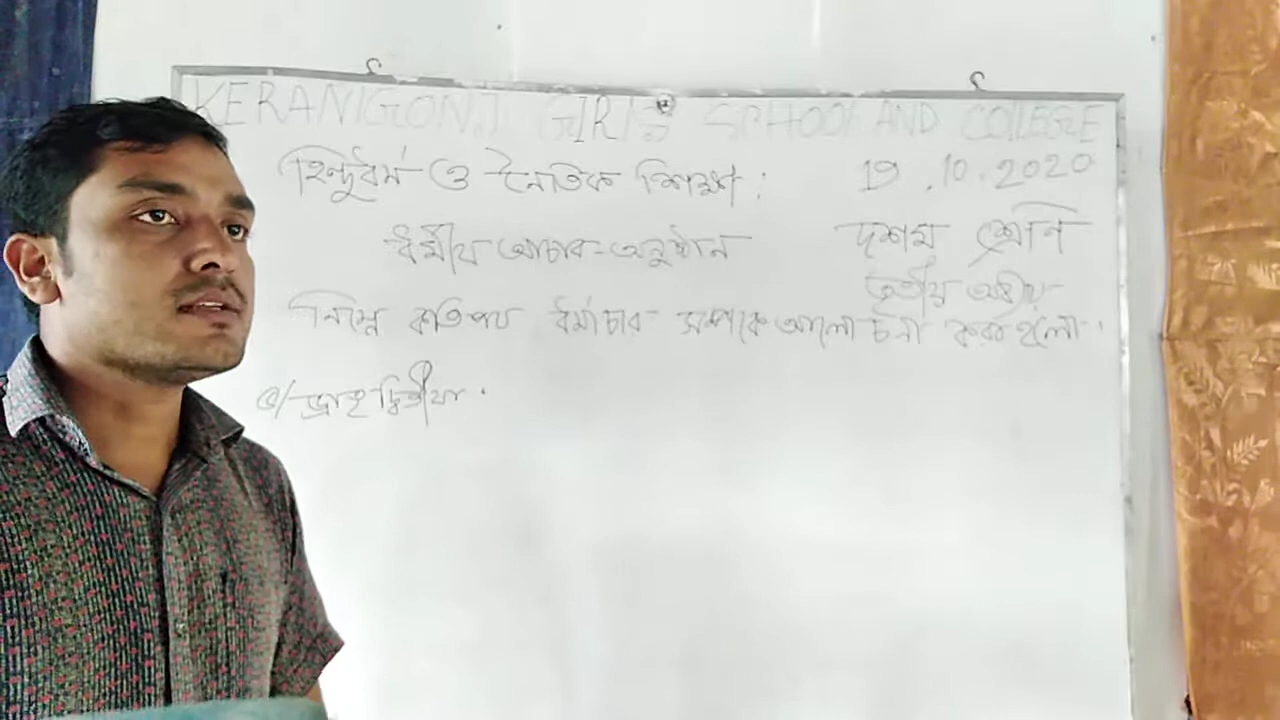 KERANIGONJ GIRLS SCHOOL AND COLLEGE
হিন্দুধর্ম ও নৈতিক শিক্ষা : 19.10.2020
ধর্মীয় আচার-অনুষ্ঠান দশম শ্রেনি
তৃতীয় অধ্যায়
নিম্নে কতিপয় ধর্মাচার সম্পর্কে আলোচনা করা হলো।
ভ্রাতৃদ্বিতীয়া